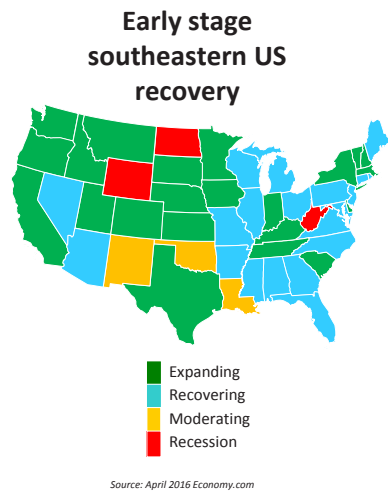 Early stage
southeastern US
recovery
Expanding
Recovering
Moderating
Recession
Source: April 2016 Economy.com